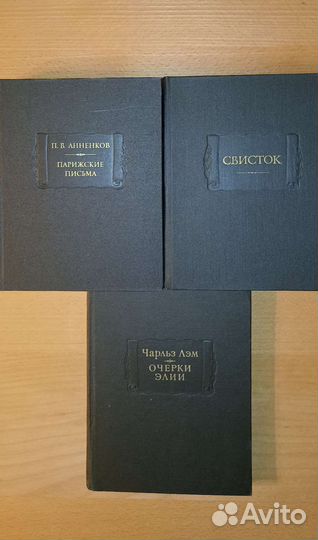 П. В. АННЕНКОВ
ПАРИЖСКИЕ
ПИСЬМА
СВИСТОК
Чарльз Лэм
ОЧЕРКИ
ЭЛИИ
Avito